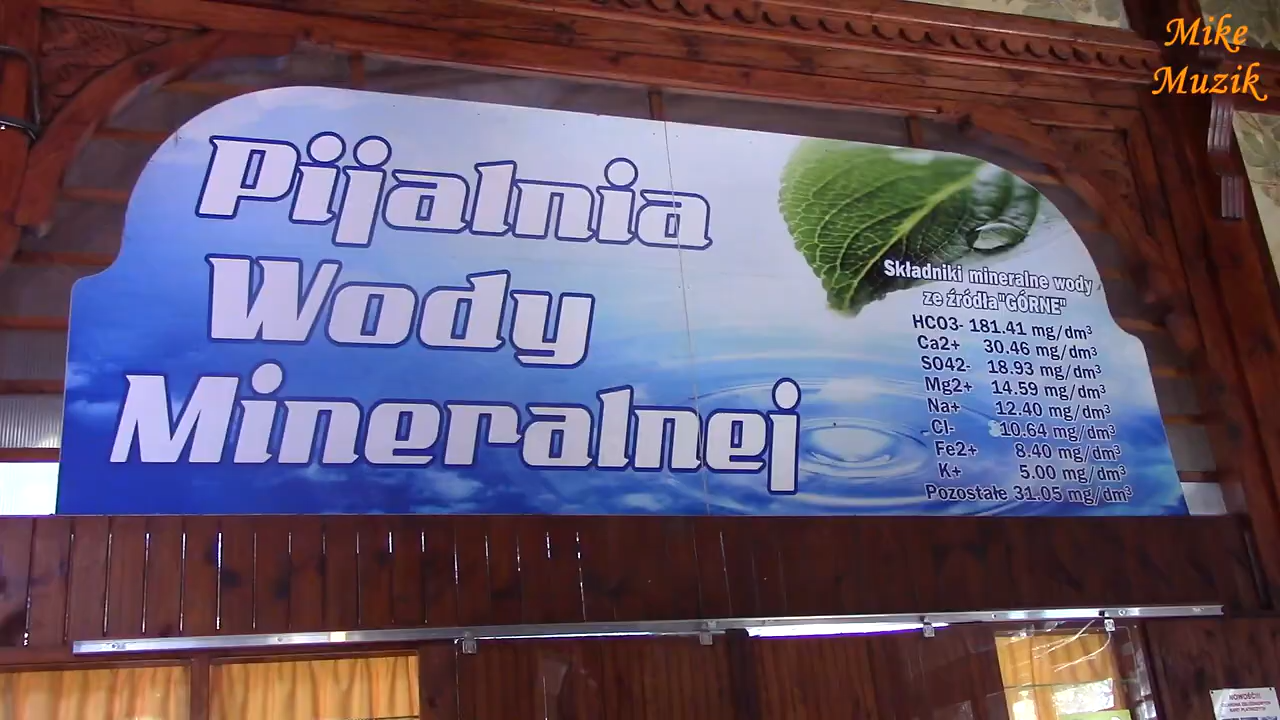 Mike
Muzik
Pijalnia
Wody
Mineralnej
Składniki mineralne wody
ze źródła "GÓRNE"
HCO3- 181.41 mg/dm³
Ca2+ 30.46 mg/dm³
SO42- 18.93 mg/dm³
Mg2+ 14.59 mg/dm³
Na+ 12.40 mg/dm³
Cl- 10.64 mg/dm³
Fe2+ 8.40 mg/dm³
K+ 5.00 mg/dm³
Pozostałe 31.05 mg/dm³
NOWOŚĆ!!!